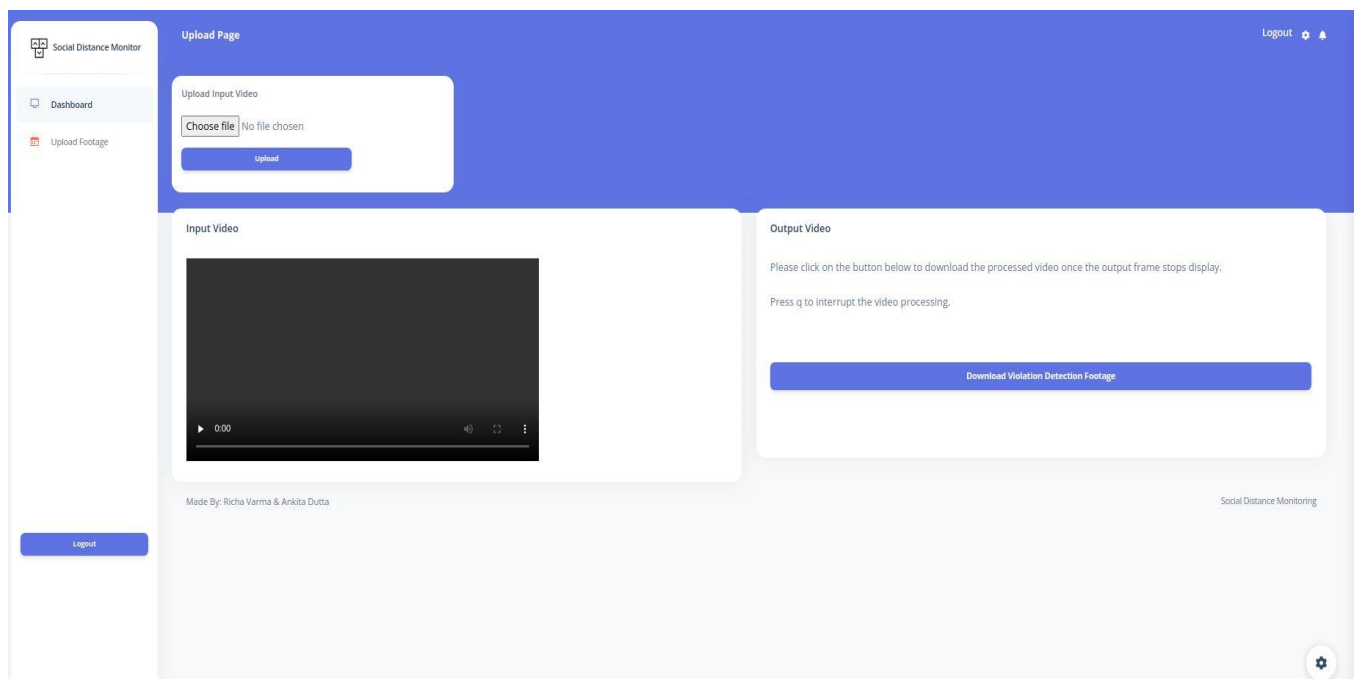 Social Distance Monitor
Dashboard
Upload Footage
Logout
Upload Page
Logout
Upload Input Video
Choose file No file chosen
Upload
Input Video
0:00
Output Video
Please click on the button below to download the processed video once the output frame stops display.
Press q to interrupt the video processing.
Download Violation Detection Footage
Made By: Richa Varma & Ankita Dutta
Social Distance Monitoring